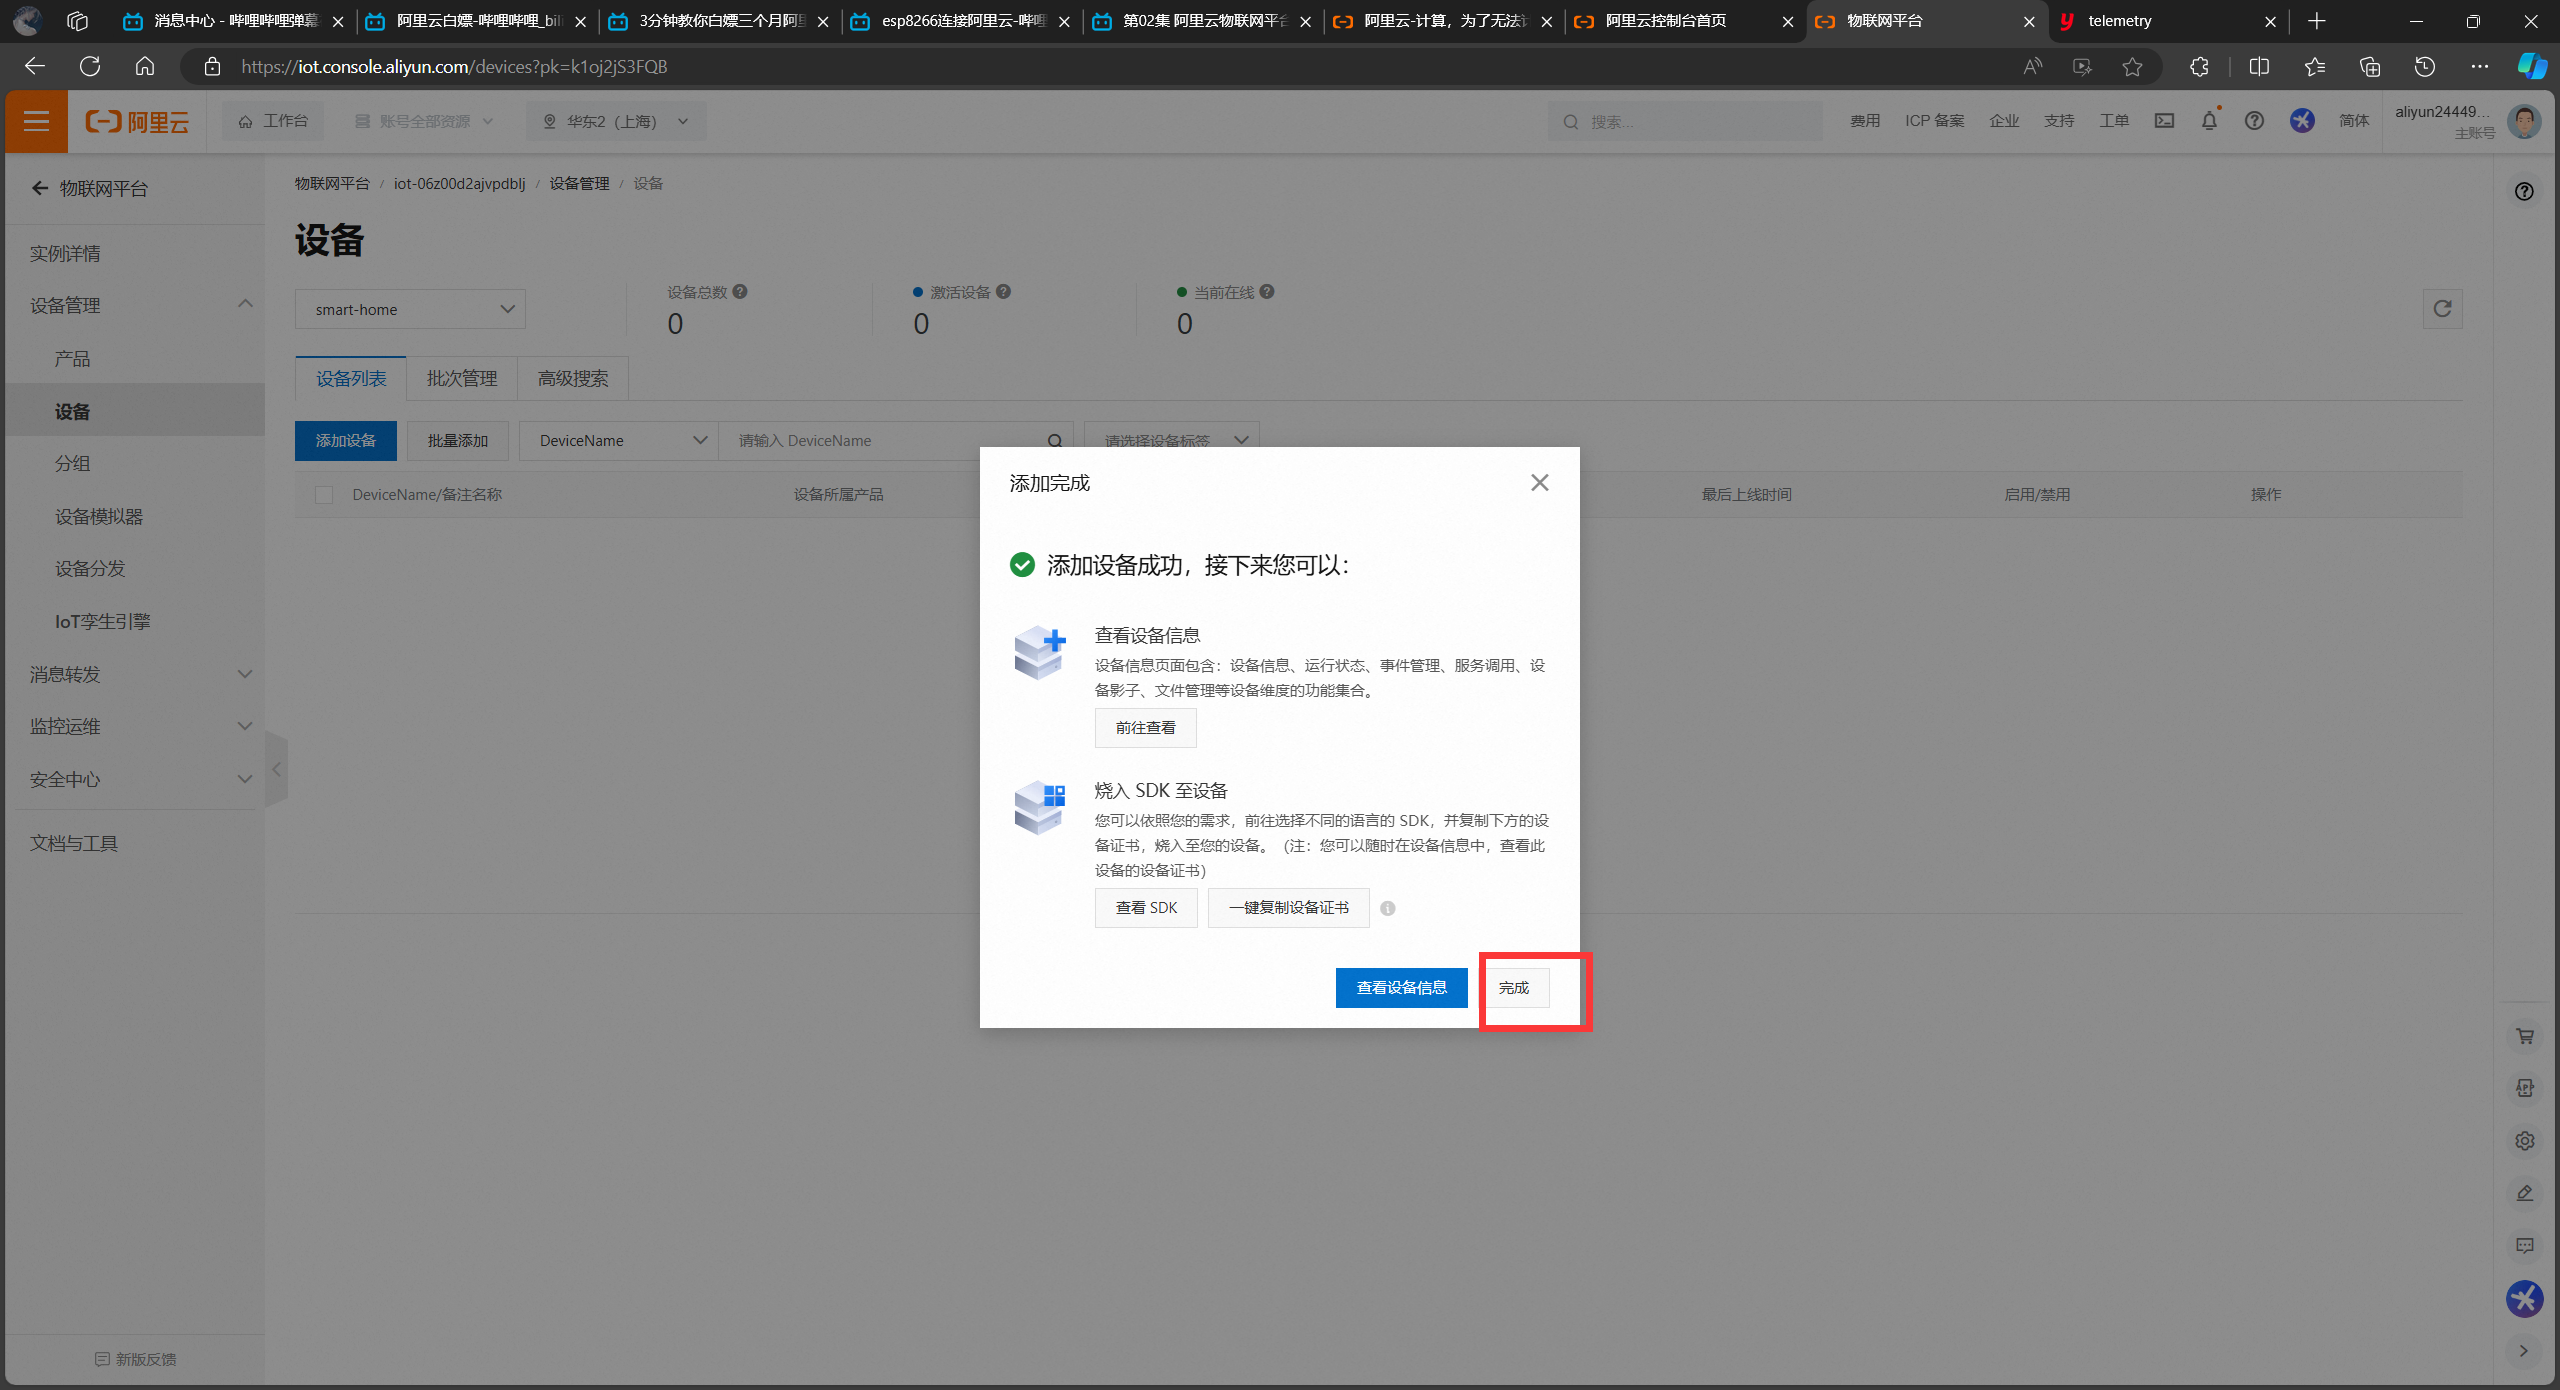 消息中心 - 哔哩哔哩弹幕
阿里云白嫖-哔哩哔哩_bili
3分钟教你白嫖三个月阿里
esp8266连接阿里云-哔哩
第02集 阿里云物联网平台
阿里云-计算，为了无法计
阿里云控制台首页
物联网平台
telemetry
https://iot.console.aliyun.com/devices?pk=k1oj2jS3FQB
阿里云
工作台
账号全部资源
华东2（上海）
搜索...
费用
ICP 备案
企业
支持
工单
简体
aliyun24449...
主账号
物联网平台
物联网平台 / iot-06z00d2ajvpdblj / 设备管理 / 设备
设备
实例详情
设备管理
产品
设备
分组
设备模拟器
设备分发
IoT孪生引擎
消息转发
监控运维
安全中心
文档与工具
新版反馈
smart-home
设备总数
0
激活设备
0
当前在线
0
设备列表
批次管理
高级搜索
添加设备
批量添加
DeviceName
请输入 DeviceName
请选择设备标签
DeviceName/备注名称
设备所属产品
最后上线时间
启用/禁用
操作
添加完成
添加设备成功，接下来您可以：
查看设备信息
设备信息页面包含：设备信息、运行状态、事件管理、服务调用、设
备影子、文件管理等设备维度的功能集合。
前往查看
烧入 SDK 至设备
您可以依照您的需求，前往选择不同的语言的 SDK，并复制下方的设
备证书，烧入至您的设备。（注：您可以随时在设备信息中，查看此
设备的设备证书）
查看 SDK
一键复制设备证书
查看设备信息
完成
APP